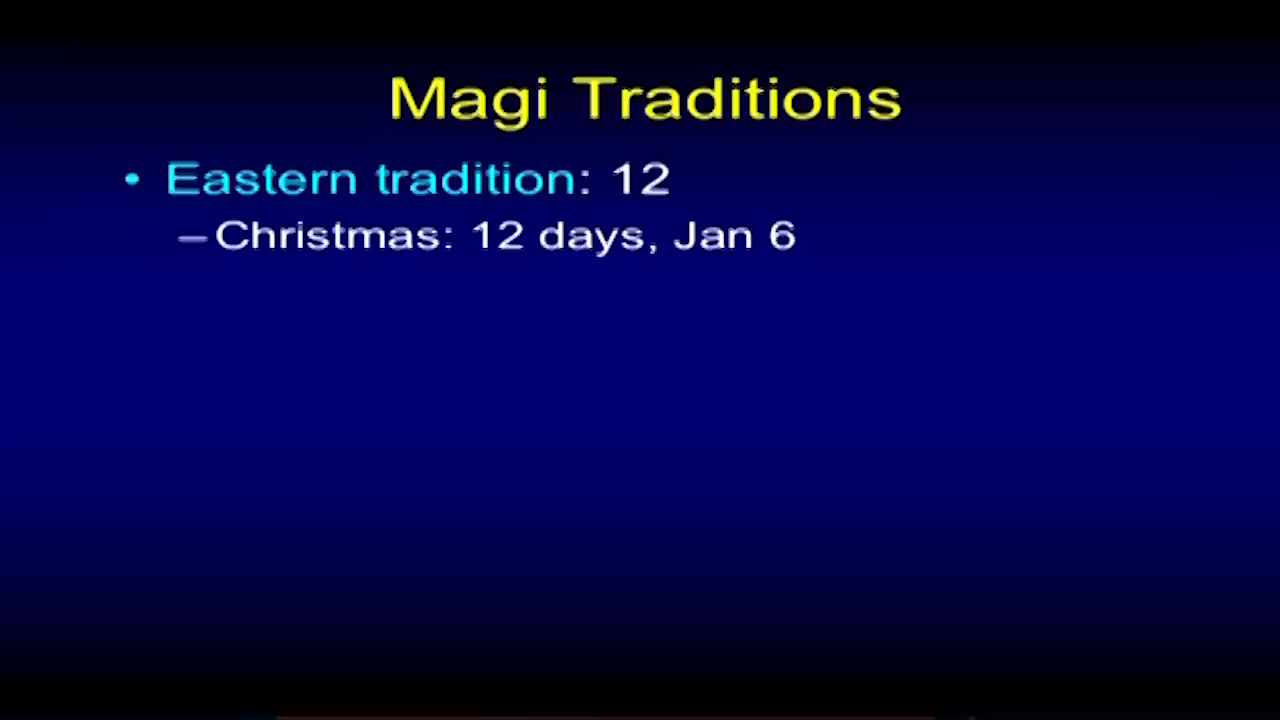 Magi Traditions
• Eastern tradition: 12
– Christmas: 12 days, Jan 6